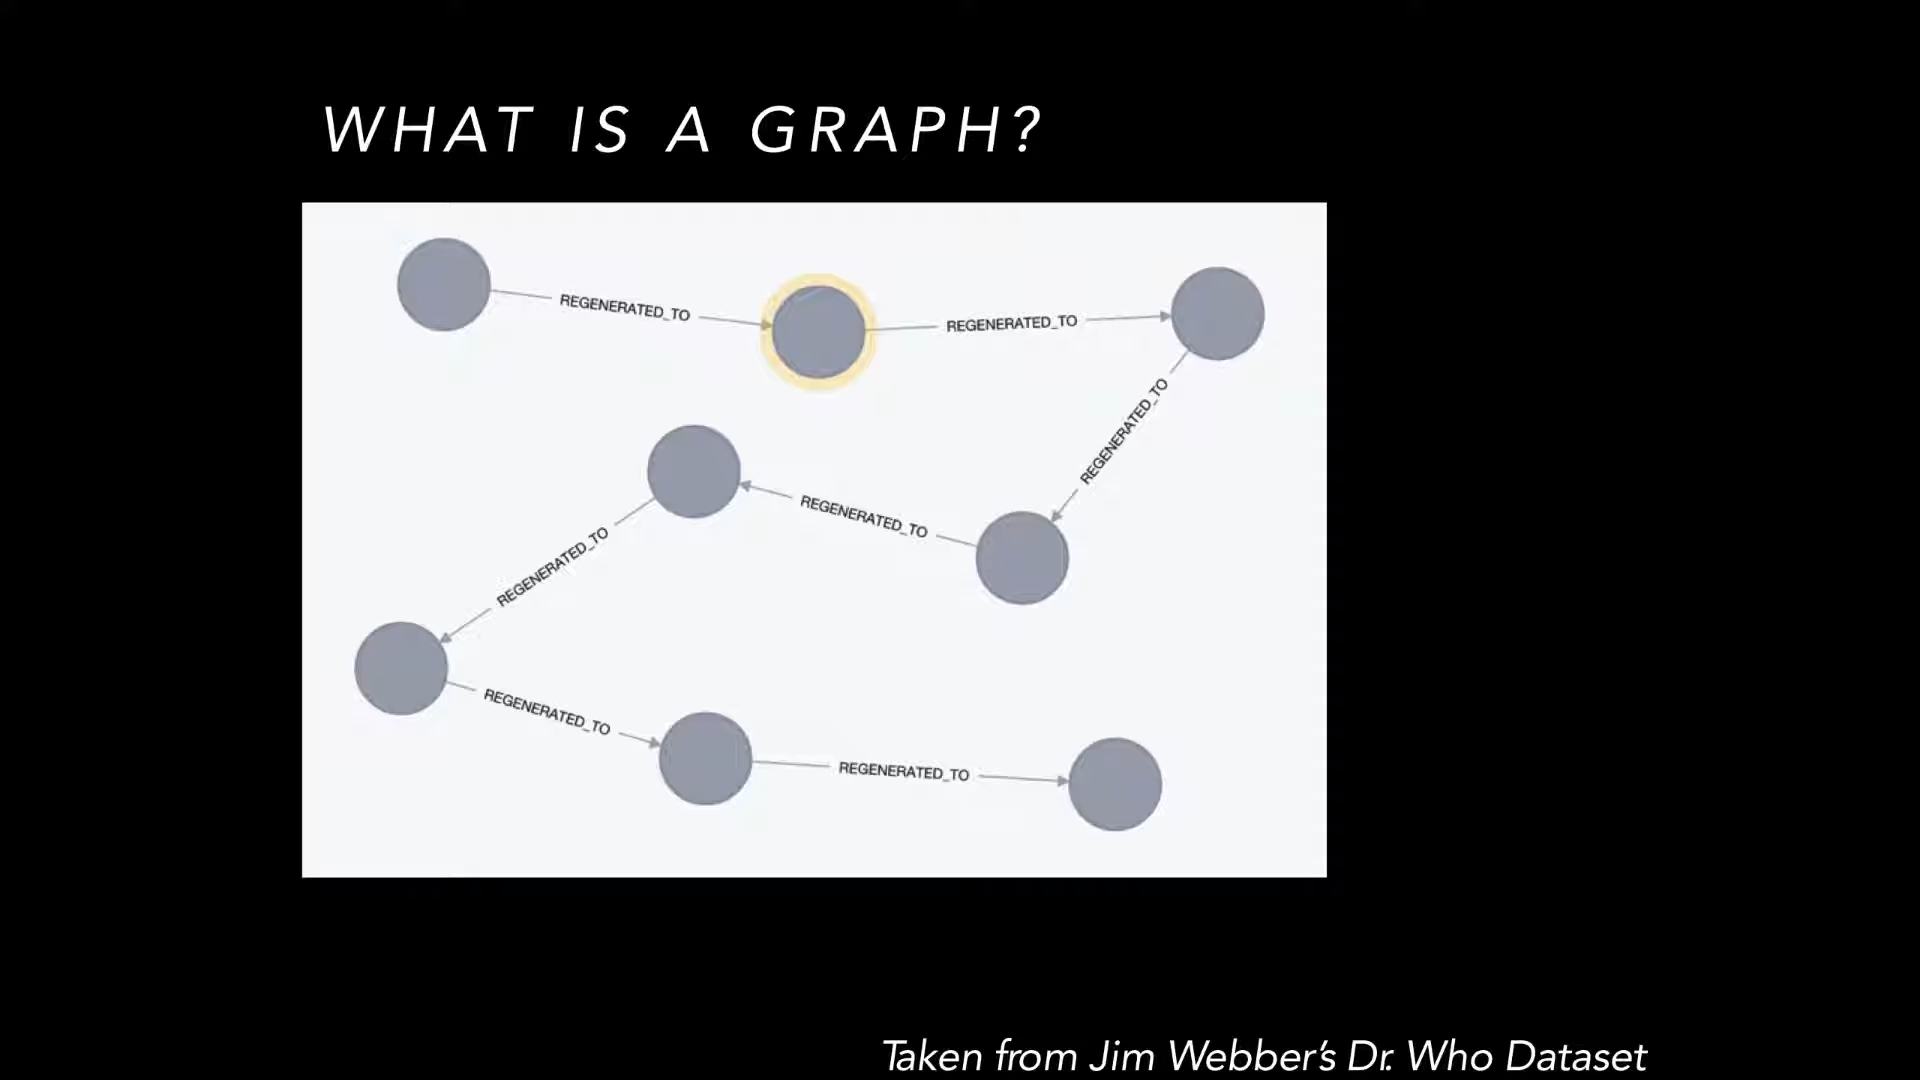 WHAT IS A GRAPH?
REGENERATED_TO
REGENERATED_TO
REGENERATED_TO
REGENERATED_TO
REGENERATED_TO
REGENERATED_TO
REGENERATED_TO
Taken from Jim Webber's Dr. Who Dataset